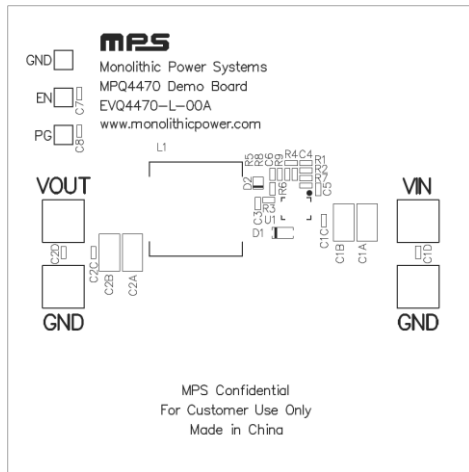 MPS
GND
Monolithic Power Systems
MPQ4470 Demo Board
EN
C7
EVQ4470-L-00A
PG
C8
www.monolithicpower.com
L1
R5
R8
C6
R9
R4
C4
R1
R2
R7
D2
R6
C5
C3
R3
U1
D1
VOUT
VIN
C2D
C2C
C2B
C2A
C1C
C1B
C1A
C1D
GND
GND
MPS Confidential
For Customer Use Only
Made in China